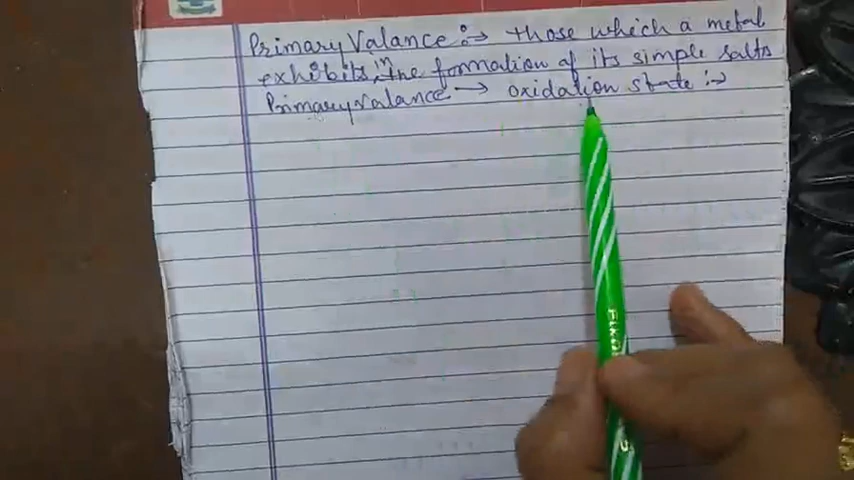 Primary Valance :→ those which a metal
exhibits in the formation of its simple salts
Primary valance → oxidation state :→